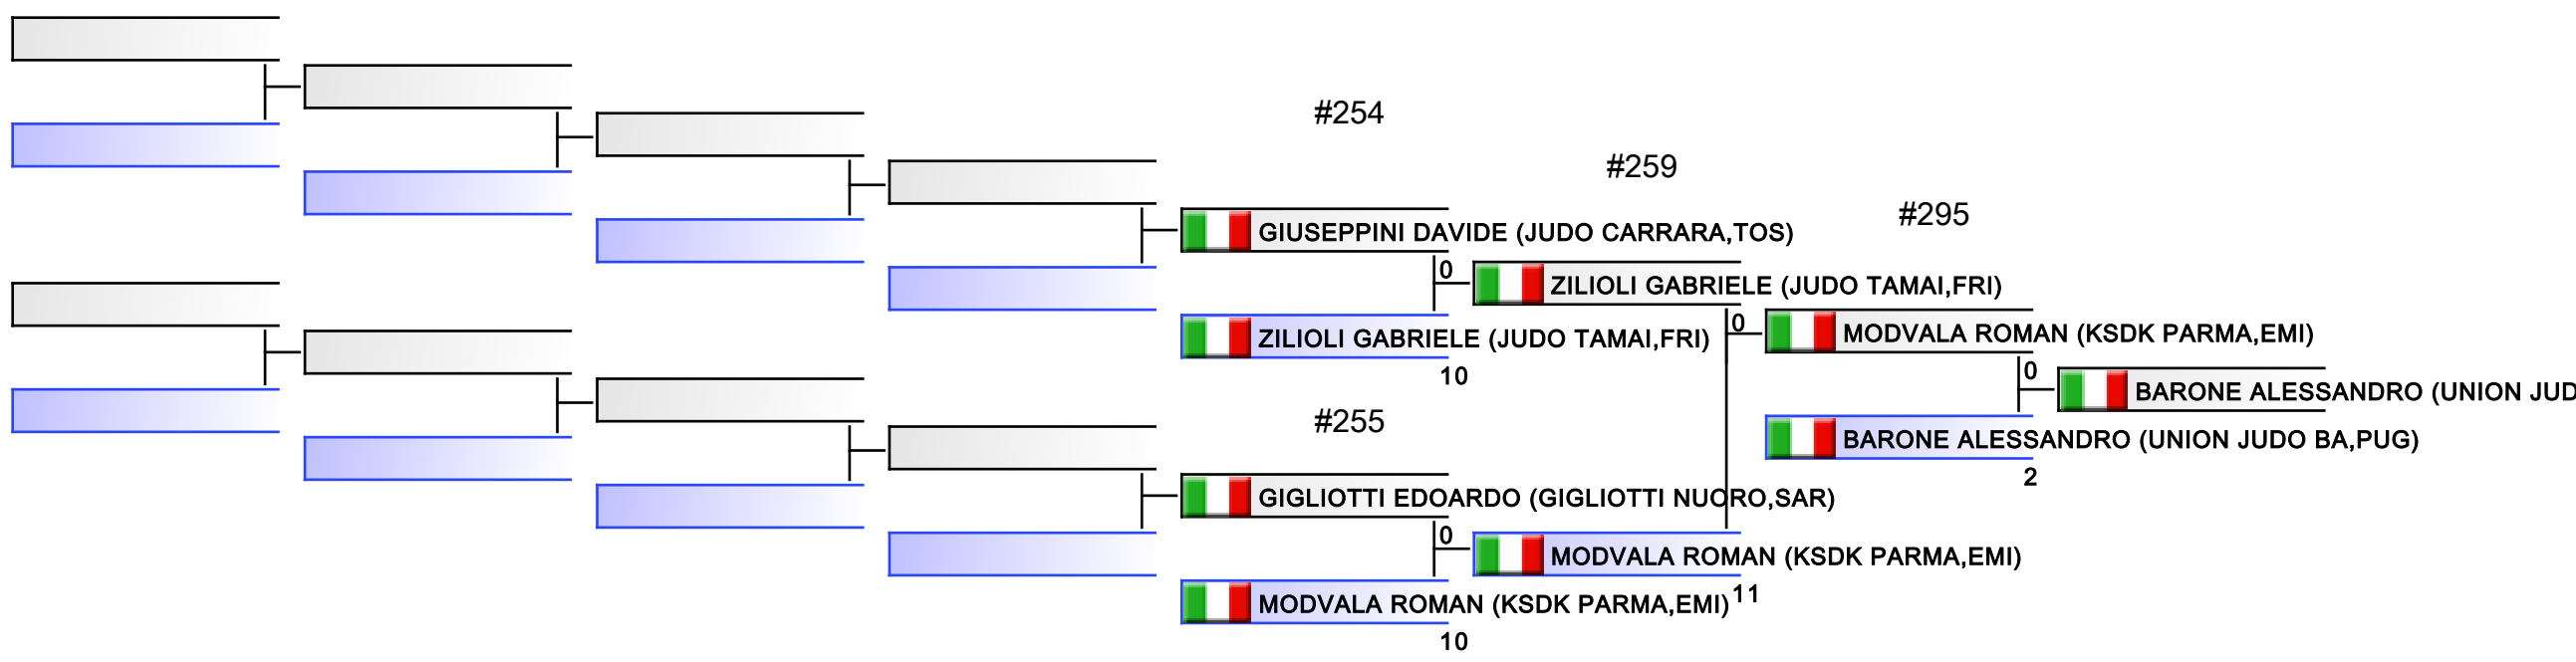 #254
#259
#295
GIUSEPPINI DAVIDE (JUDO CARRARA,TOS)
0
ZILIOLI GABRIELE (JUDO TAMAI,FRI)
0
MODVALA ROMAN (KSDK PARMA,EMI)
ZILIOLI GABRIELE (JUDO TAMAI,FRI)
10
0
BARONE ALESSANDRO (UNION JUD
BARONE ALESSANDRO (UNION JUDO BA,PUG)
2
#255
GIGLIOTTI EDOARDO (GIGLIOTTI NUORO,SAR)
0
MODVALA ROMAN (KSDK PARMA,EMI)
11
MODVALA ROMAN (KSDK PARMA,EMI)
10